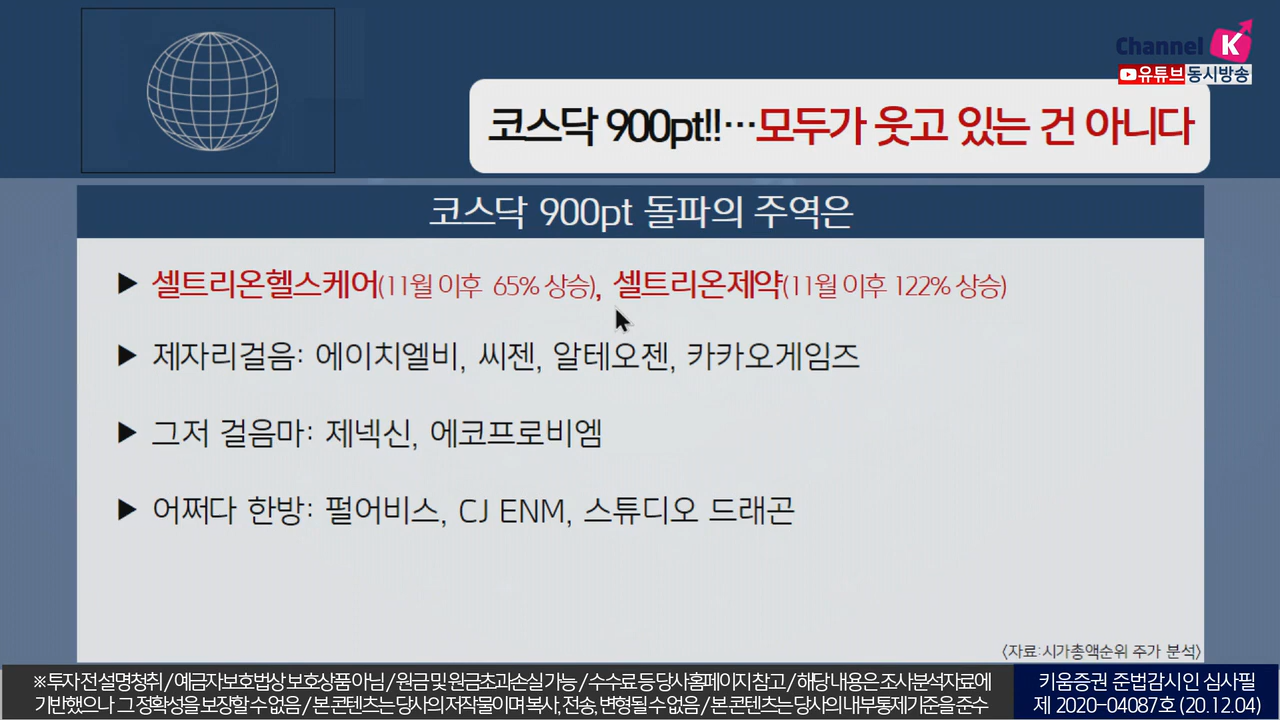 Channel K
유튜브동시방송
코스닥 900pt!!…모두가 웃고 있는 건 아니다
코스닥 900pt 돌파의 주역은
▶ 셀트리온헬스케어(11월 이후 65% 상승), 셀트리온제약(11월 이후 122% 상승)
▶ 제자리걸음: 에이치엘비, 씨젠, 알테오젠, 카카오게임즈
▶ 그저 걸음마: 제넥신, 에코프로비엠
▶ 어쩌다 한방: 펄어비스, CJ ENM, 스튜디오 드래곤
〈자료:시가총액순위 주가 분석〉
※ 투자 전 설명청취 / 예금자보호법상 보호상품 아님 / 원금 및 원금초과손실 가능 / 수수료 등 당사홈페이지 참고 / 해당 내용은 조사분석자료에
기반했으나 그 정확성을 보장할 수 없음 / 본 콘텐츠는 당사의 저작물이며 복사, 전송, 변형될 수 없음 / 본 콘텐츠는 당사의 내부통제기준을 준수
키움증권 준법감시인 심사필
제 2020-04087호 (20.12.04)